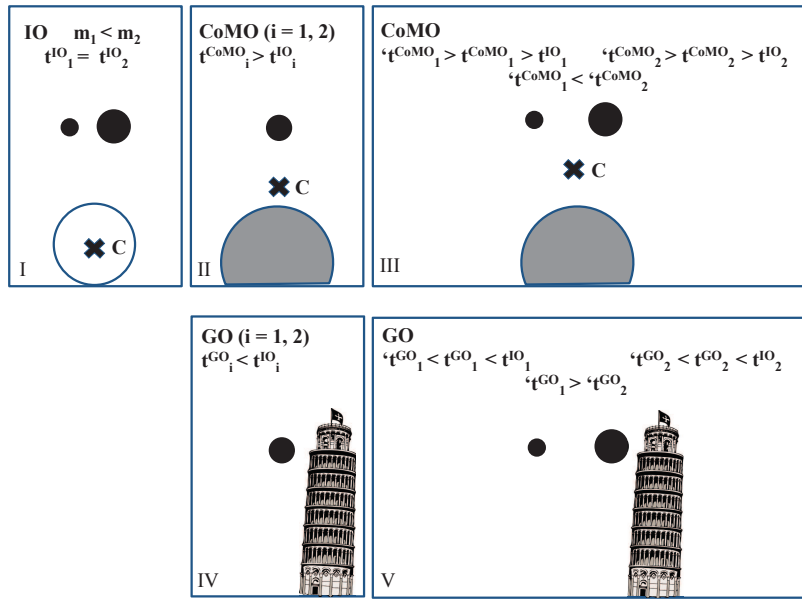 IO m₁ < m₂
tᴵᴼ₁ = tᴵᴼ₂
C
I
CoMO (i = 1, 2)
tᶜᵒᴹᴼᵢ > tᴵᴼᵢ
C
II
CoMO
‘tᶜᵒᴹᴼ₁ > tᶜᵒᴹᴼ₁ > tᴵᴼ₁ ‘tᶜᵒᴹᴼ₂ > tᶜᵒᴹᴼ₂ > tᴵᴼ₂
‘tᶜᵒᴹᴼ₁ < ‘tᶜᵒᴹᴼ₂
C
III
GO (i = 1, 2)
tᴳᴼᵢ < tᴵᴼᵢ
IV
GO
‘tᴳᴼ₁ < tᴳᴼ₁ < tᴵᴼ₁ ‘tᴳᴼ₂ < tᴳᴼ₂ < tᴵᴼ₂
‘tᴳᴼ₁ > ‘tᴳᴼ₂
V